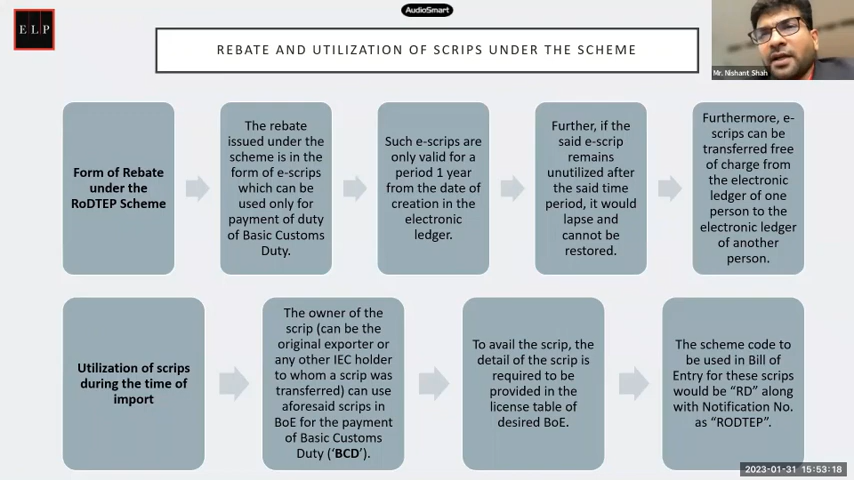 AudioSmart
ELP
REBATE AND UTILIZATION OF SCRIPS UNDER THE SCHEME
Mr. Nishant Shah
Form of Rebate
under the
RoDTEP Scheme
The rebate
issued under the
scheme is in the
form of e-scrips
which can be
used only for
payment of duty
of Basic Customs
Duty.
Such e-scrips are
only valid for a
period 1 year
from the date of
creation in the
electronic
ledger.
Further, if the
said e-scrip
remains
unutilized after
the said time
period, it would
lapse and
cannot be
restored.
Furthermore, e-
scrips can be
transferred free
of charge from
the electronic
ledger of one
person to the
electronic ledger
of another
person.
Utilization of scrips
during the time of
import
The owner of the
scrip (can be the
original exporter or
any other IEC holder
to whom a scrip was
transferred) can use
aforesaid scrips in
BoE for the payment
of Basic Customs
Duty (‘BCD’).
To avail the scrip, the
detail of the scrip is
required to be
provided in the
license table of
desired BoE.
The scheme code to
be used in Bill of
Entry for these scrips
would be “RD” along
with Notification No.
as “RODTEP”.
2023-01-31 15:53:18